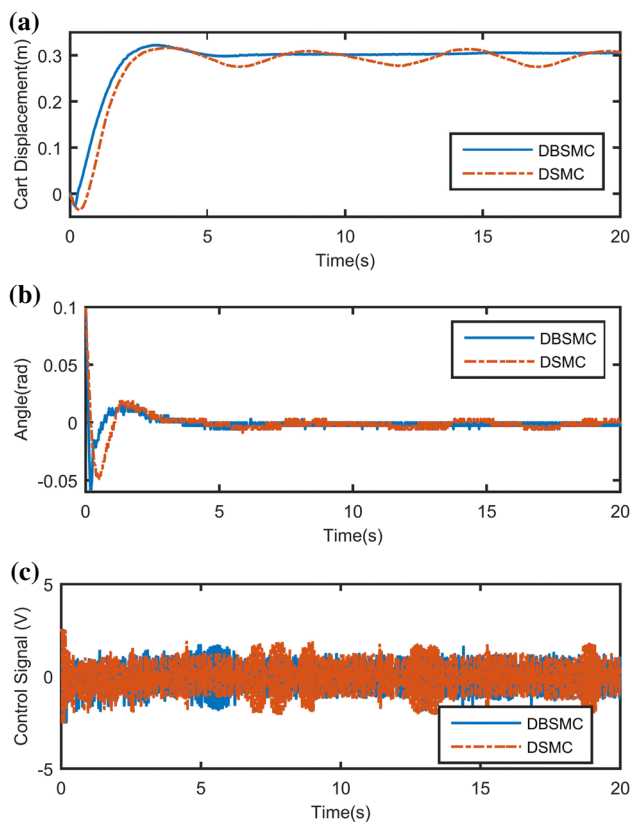 (a)
Cart Displacement(m)
0.3
0.2
0.1
0
DBSMC
DSMC
0 5 10 15 20
Time(s)
(b)
Angle(rad)
0.1
0.05
0
-0.05
DBSMC
DSMC
0 5 10 15 20
Time(s)
(c)
Control Signal (V)
5
0
-5
DBSMC
DSMC
0 5 10 15 20
Time(s)